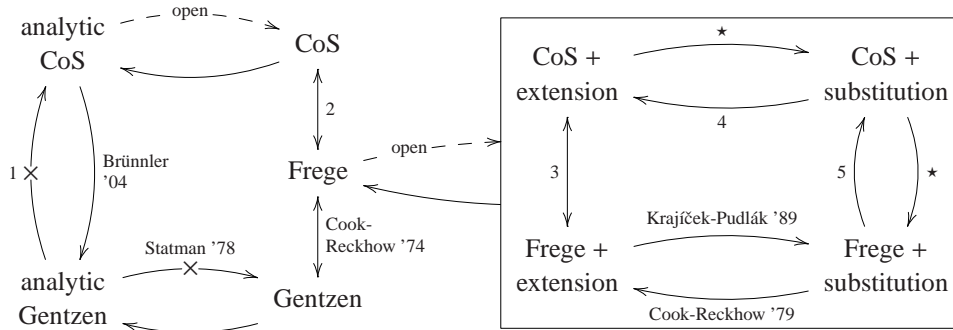 open
analytic
CoS
CoS
★
CoS +
extension
CoS +
substitution
4
2
open
1
Brünnler
’04
Frege
3
5
★
Cook-
Reckhow ’74
Krajíček-Pudlák ’89
Statman ’78
analytic
Gentzen
Gentzen
Frege +
extension
Frege +
substitution
Cook-Reckhow ’79